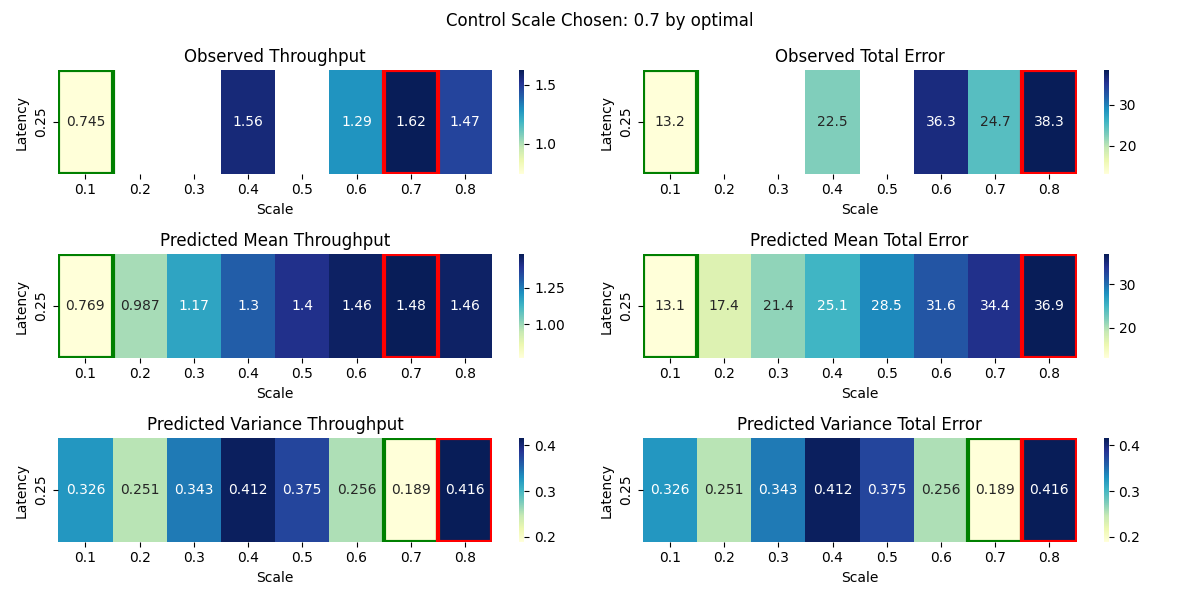 Control Scale Chosen: 0.7 by optimal
Observed Throughput
Latency
0.25
0.745
1.56
1.29
1.62
1.47
0.1 0.2 0.3 0.4 0.5 0.6 0.7 0.8
Scale
1.5
1.0
Observed Total Error
Latency
0.25
13.2
22.5
36.3
24.7
38.3
0.1 0.2 0.3 0.4 0.5 0.6 0.7 0.8
Scale
30
20
Predicted Mean Throughput
Latency
0.25
0.769 0.987 1.17 1.3 1.4 1.46 1.48 1.46
0.1 0.2 0.3 0.4 0.5 0.6 0.7 0.8
Scale
1.25
1.00
Predicted Mean Total Error
Latency
0.25
13.1 17.4 21.4 25.1 28.5 31.6 34.4 36.9
0.1 0.2 0.3 0.4 0.5 0.6 0.7 0.8
Scale
30
20
Predicted Variance Throughput
Latency
0.25
0.326 0.251 0.343 0.412 0.375 0.256 0.189 0.416
0.1 0.2 0.3 0.4 0.5 0.6 0.7 0.8
Scale
0.4
0.3
0.2
Predicted Variance Total Error
Latency
0.25
0.326 0.251 0.343 0.412 0.375 0.256 0.189 0.416
0.1 0.2 0.3 0.4 0.5 0.6 0.7 0.8
Scale
0.4
0.3
0.2